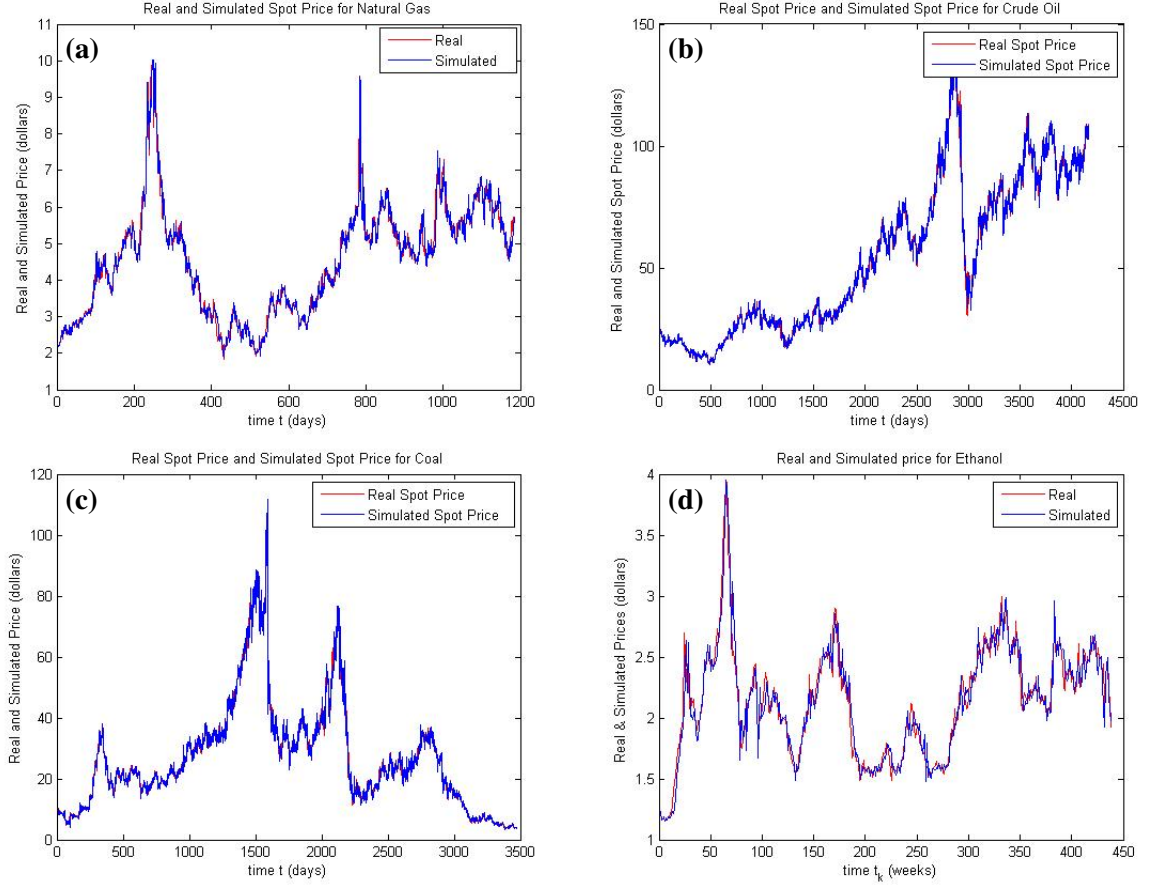 Real and Simulated Spot Price for Natural Gas
(a)
Real
Simulated
Real and Simulated Price (dollars)
11
10
9
8
7
6
5
4
3
2
1
0 200 400 600 800 1000 1200
time t (days)
Real Spot Price and Simulated Spot Price for Crude Oil
(b)
Real Spot Price
Simulated Spot Price
Real and Simulated Spot Price (dollars)
150
100
50
0
0 500 1000 1500 2000 2500 3000 3500 4000 4500
time t (days)
Real Spot Price and Simulated Spot Price for Coal
(c)
Real Spot Price
Simulated Spot Price
Real and Simulated Price (dollars)
120
100
80
60
40
20
0
0 500 1000 1500 2000 2500 3000 3500
time t (days)
Real and Simulated price for Ethanol
(d)
Real
Simulated
Real & Simulated Prices (dollars)
4
3.5
3
2.5
2
1.5
1
0 50 100 150 200 250 300 350 400 450
time t_k (weeks)